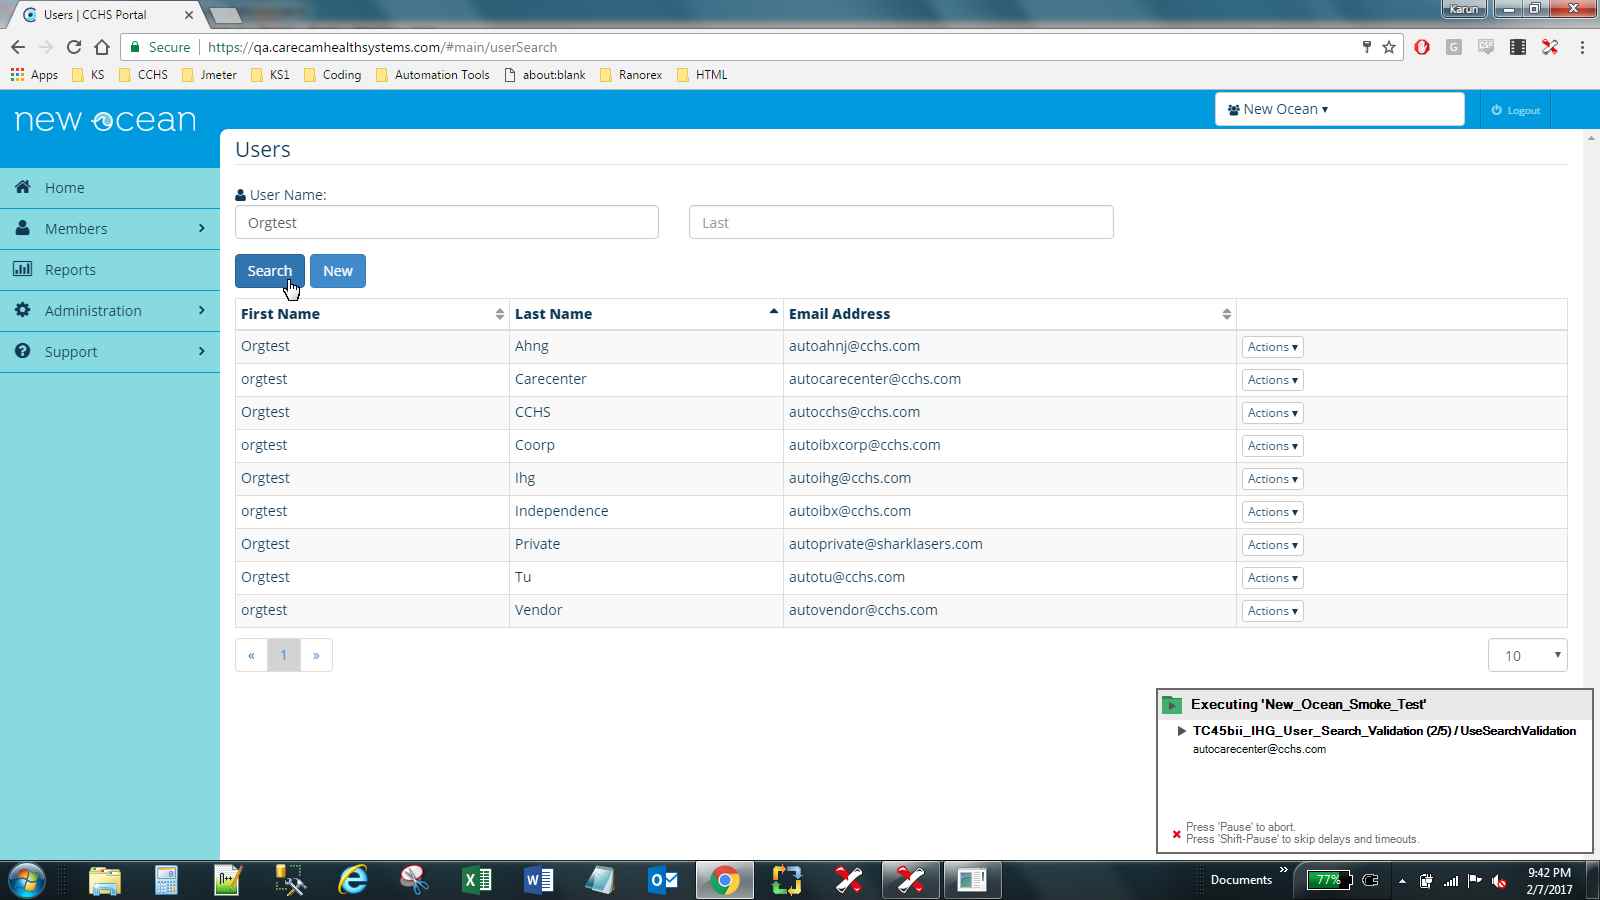 Users | CCHS Portal
Karun
Secure https://qa.carecamhealthsystems.com/#main/userSearch
Apps KS CCHS Jmeter KS1 Coding Automation Tools about:blank Ranorex HTML
new ocean
New Ocean ▾
Logout
Users
Home
Members
Reports
Administration
Support
User Name:
Orgtest Last
Search New
First Name Last Name Email Address
Orgtest Ahng autoahnj@cchs.com Actions ▾
orgtest Carecenter autocarecenter@cchs.com Actions ▾
Orgtest CCHS autocchs@cchs.com Actions ▾
orgtest Coorp autoibxcorp@cchs.com Actions ▾
Orgtest Ihg autoihg@cchs.com Actions ▾
orgtest Independence autoibx@cchs.com Actions ▾
Orgtest Private autoprivate@sharklasers.com Actions ▾
Orgtest Tu autotu@cchs.com Actions ▾
orgtest Vendor autovendor@cchs.com Actions ▾
« 1 » 10
Executing 'New_Ocean_Smoke_Test'
TC45bii_IHG_User_Search_Validation (2/5) / UseSearchValidation
autocarecenter@cchs.com
Press 'Pause' to abort.
Press 'Shift-Pause' to skip delays and timeouts.
Documents »
77%
9:42 PM
2/7/2017